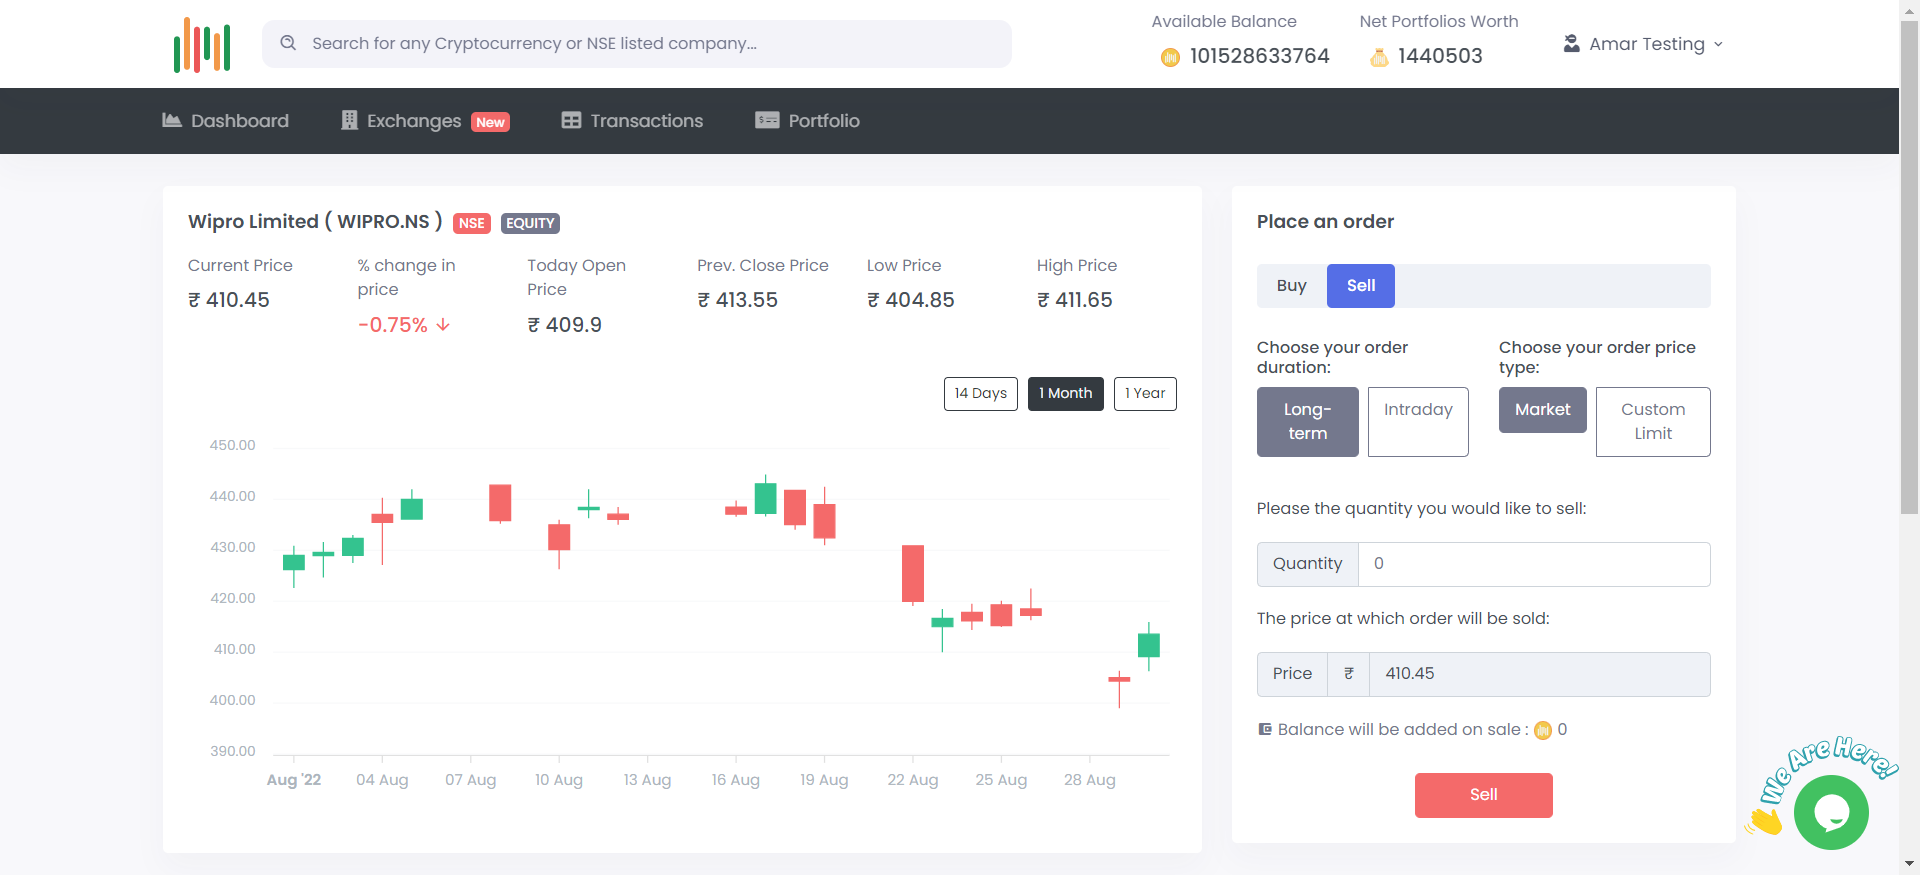 Search for any Cryptocurrency or NSE listed company...
Available Balance
101528633764
Net Portfolios Worth
1440503
Amar Testing
Dashboard
Exchanges New
Transactions
Portfolio
Wipro Limited ( WIPRO.NS ) NSE EQUITY
Current Price
₹ 410.45
% change in
price
-0.75%
Today Open
Price
₹ 409.9
Prev. Close Price
₹ 413.55
Low Price
₹ 404.85
High Price
₹ 411.65
14 Days
1 Month
1 Year
450.00
440.00
430.00
420.00
410.00
400.00
390.00
Aug '22
04 Aug
07 Aug
10 Aug
13 Aug
16 Aug
19 Aug
22 Aug
25 Aug
28 Aug
Place an order
Buy
Sell
Choose your order
duration:
Long-
term
Intraday
Choose your order price
type:
Market
Custom
Limit
Please the quantity you would like to sell:
Quantity 0
The price at which order will be sold:
Price ₹ 410.45
Balance will be added on sale : 0
Sell
We Are Here!